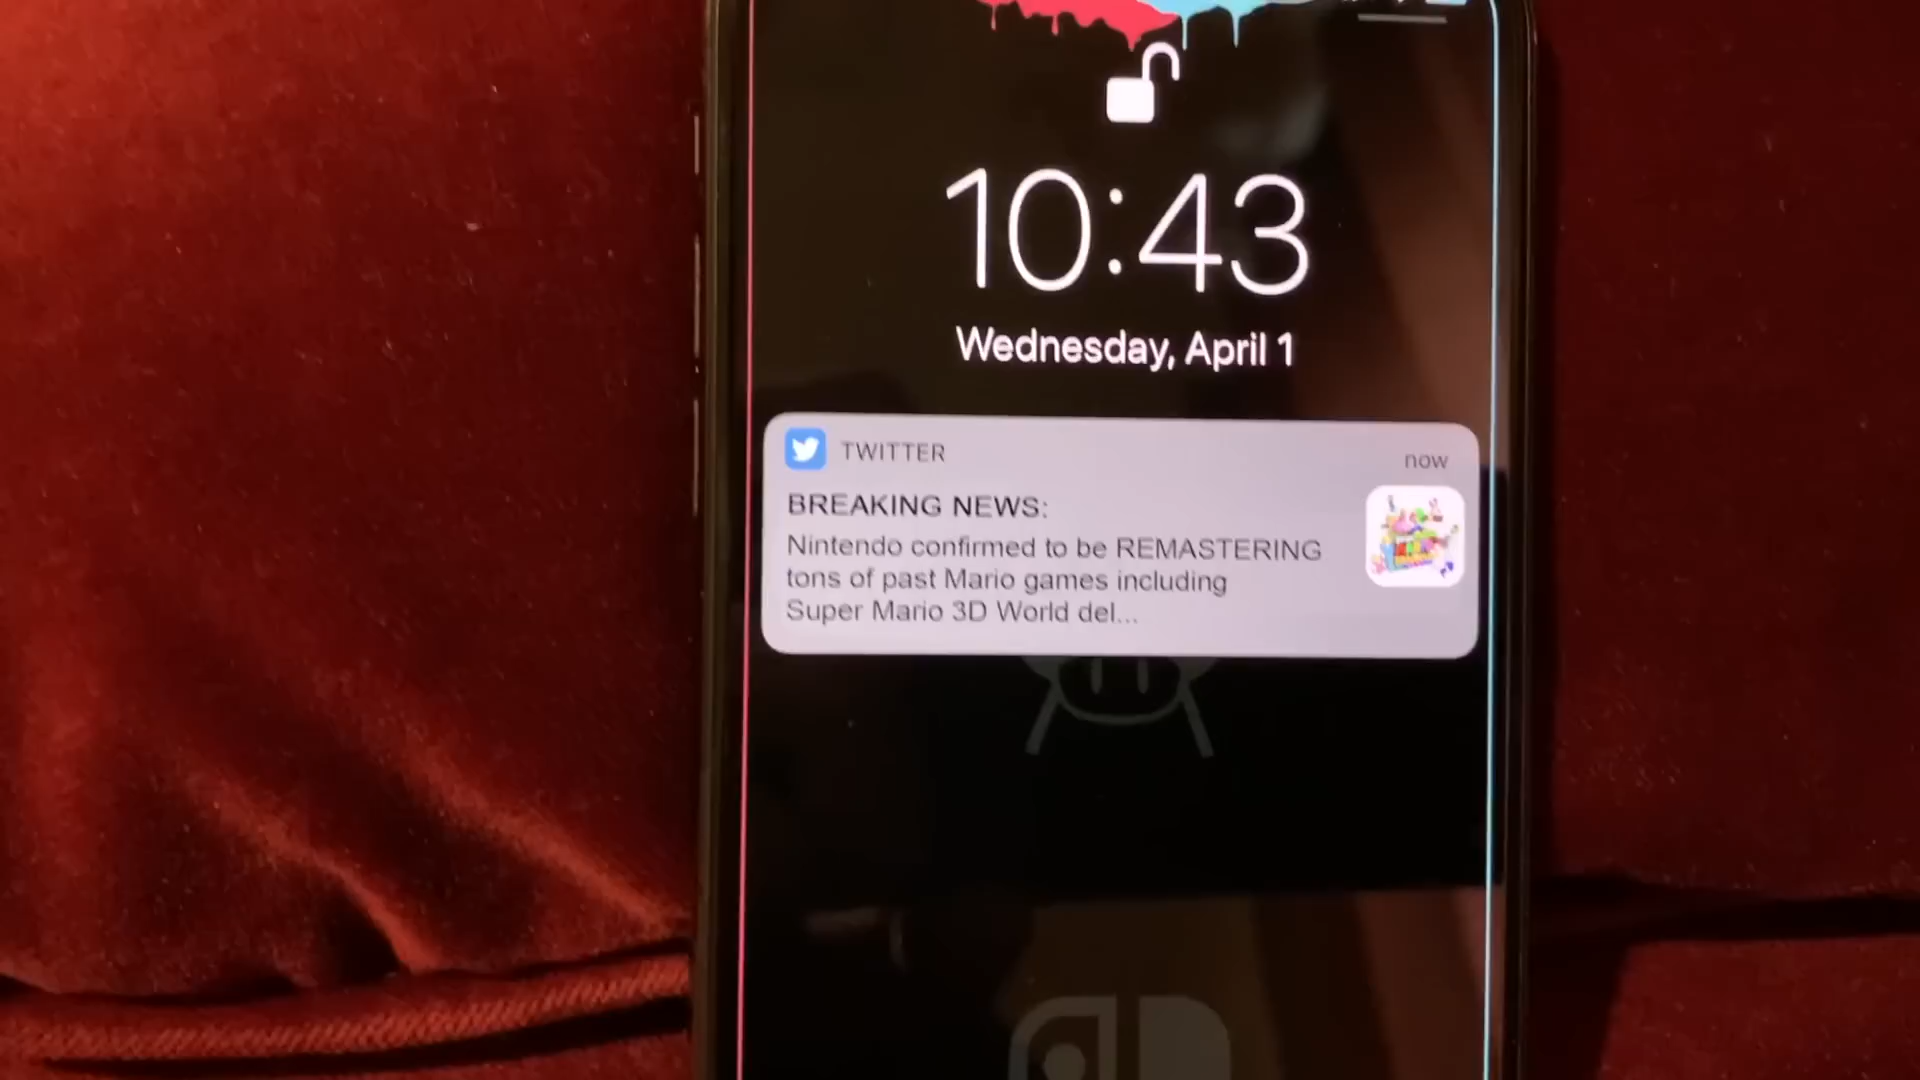 10:43
Wednesday, April 1
TWITTER
now
BREAKING NEWS:
Nintendo confirmed to be REMASTERING
tons of past Mario games including
Super Mario 3D World del...